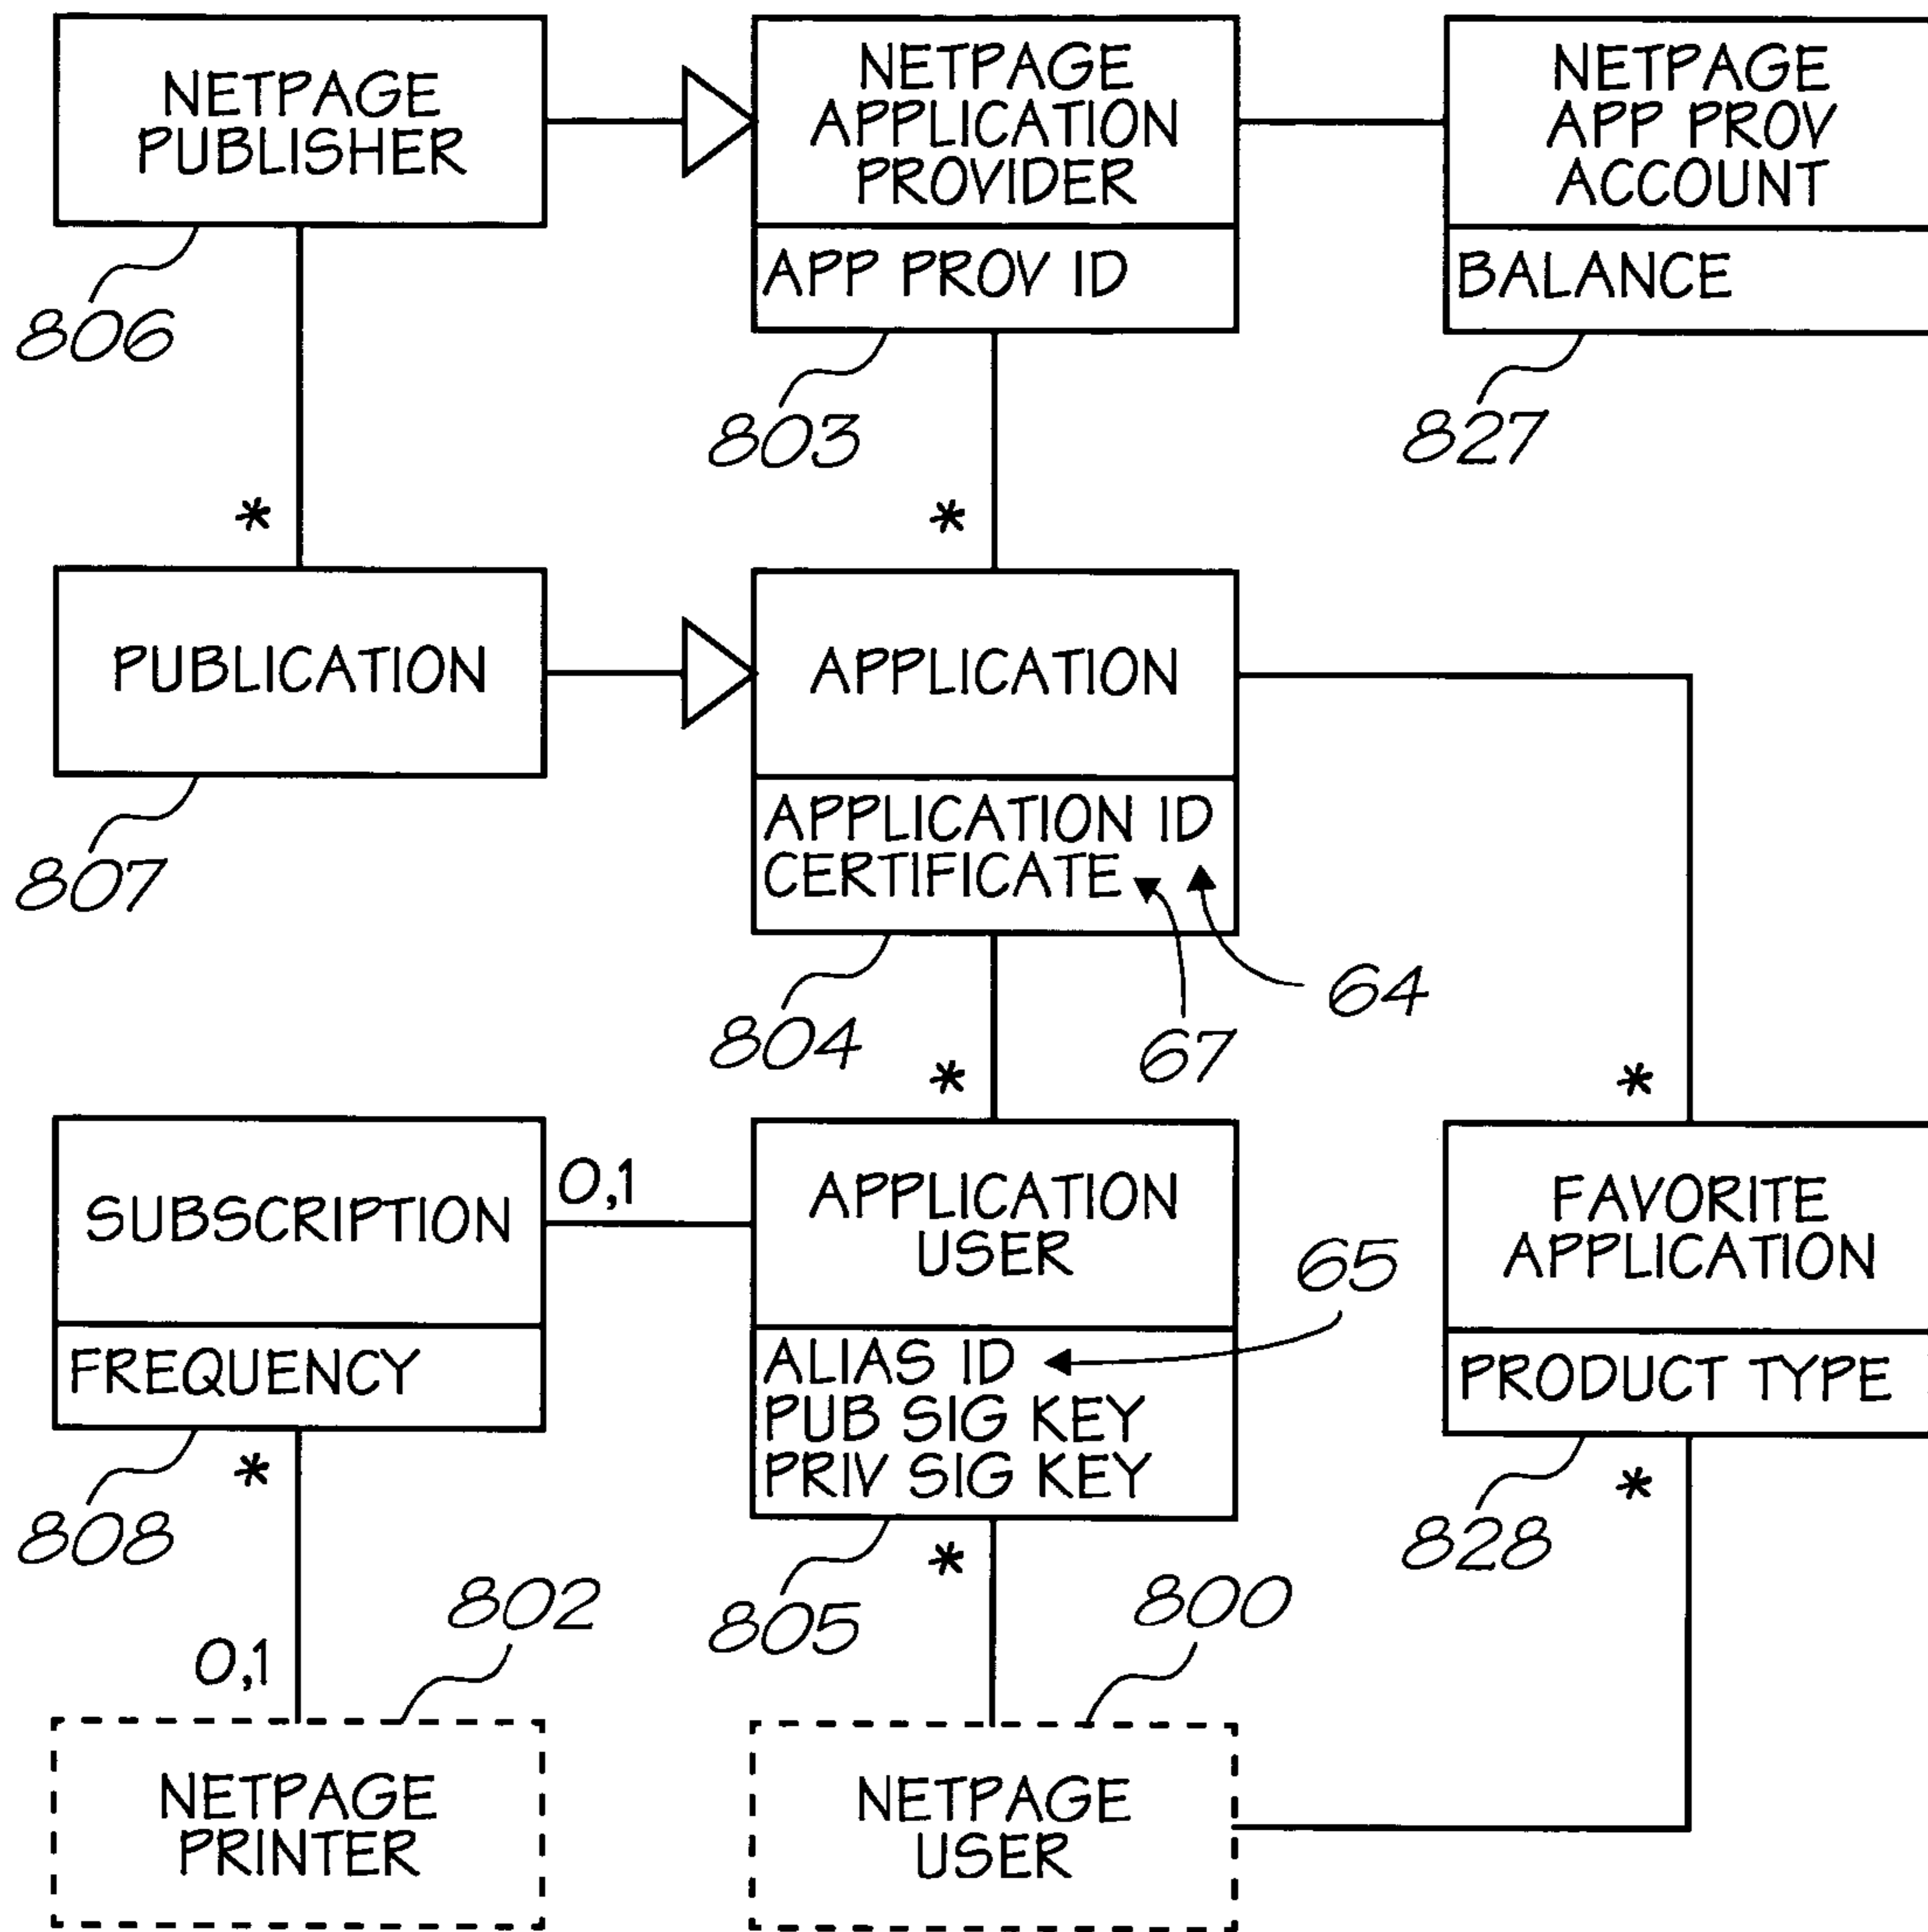 NETPAGE
PUBLISHER
806
NETPAGE
APPLICATION
PROVIDER
APP PROV ID
803
NETPAGE
APP PROV
ACCOUNT
BALANCE
827
*
*
PUBLICATION
807
APPLICATION
APPLICATION ID
CERTIFICATE
804
67
64
*
*
SUBSCRIPTION
0,1
FREQUENCY
808
*
APPLICATION
USER
65
ALIAS ID
PUB SIG KEY
PRIV SIG KEY
805
*
FAVORITE
APPLICATION
PRODUCT TYPE
828
*
802
0,1
800
NETPAGE
PRINTER
NETPAGE
USER